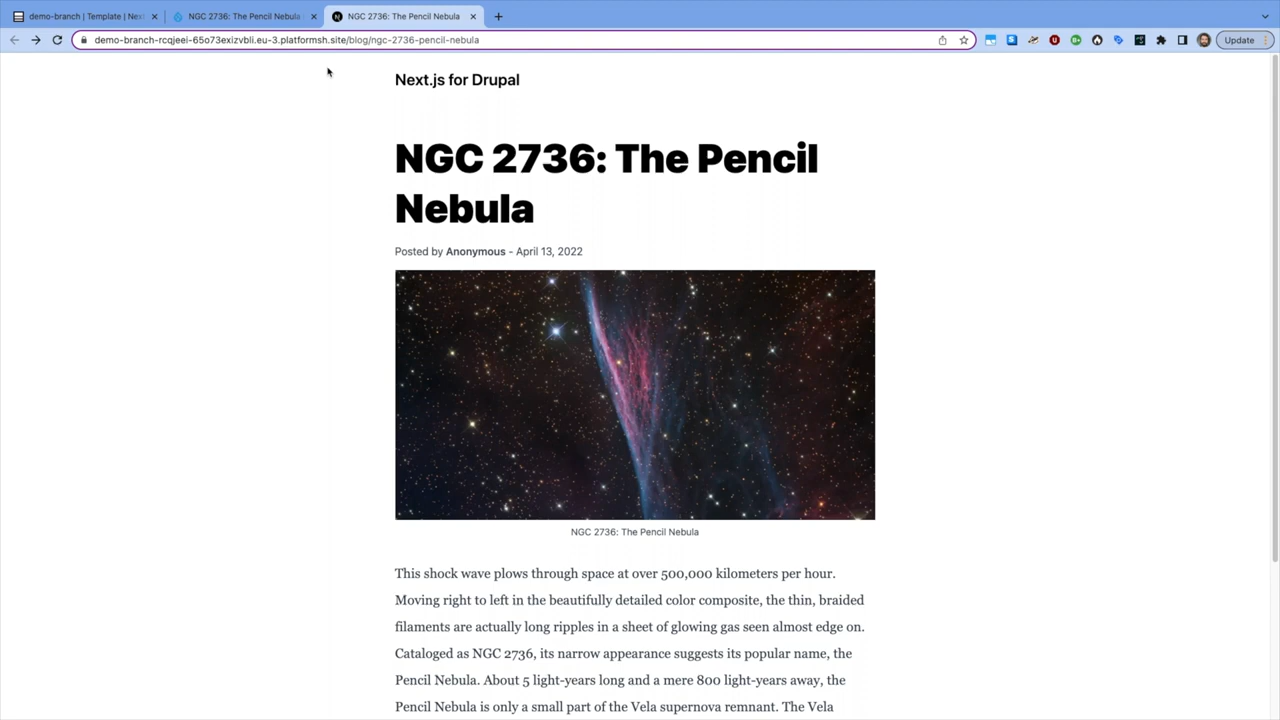 demo-branch | Template | Nex
NGC 2736: The Pencil Nebula
NGC 2736: The Pencil Nebula
demo-branch-rcqjeei-65o73exizvbli.eu-3.platformsh.site/blog/ngc-2736-pencil-nebula
Update
Next.js for Drupal
NGC 2736: The Pencil
Nebula
Posted by Anonymous - April 13, 2022
NGC 2736: The Pencil Nebula
This shock wave plows through space at over 500,000 kilometers per hour.
Moving right to left in the beautifully detailed color composite, the thin, braided
filaments are actually long ripples in a sheet of glowing gas seen almost edge on.
Cataloged as NGC 2736, its narrow appearance suggests its popular name, the
Pencil Nebula. About 5 light-years long and a mere 800 light-years away, the
Pencil Nebula is only a small part of the Vela supernova remnant. The Vela